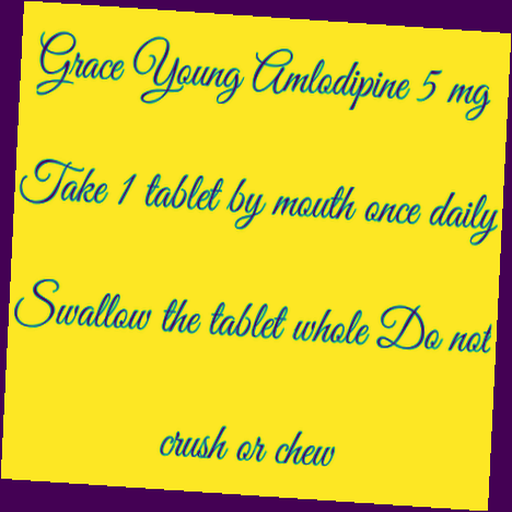 Grace Young Amlodipine 5 mg
Take 1 tablet by mouth once daily
Swallow the tablet whole Do not
crush or chew